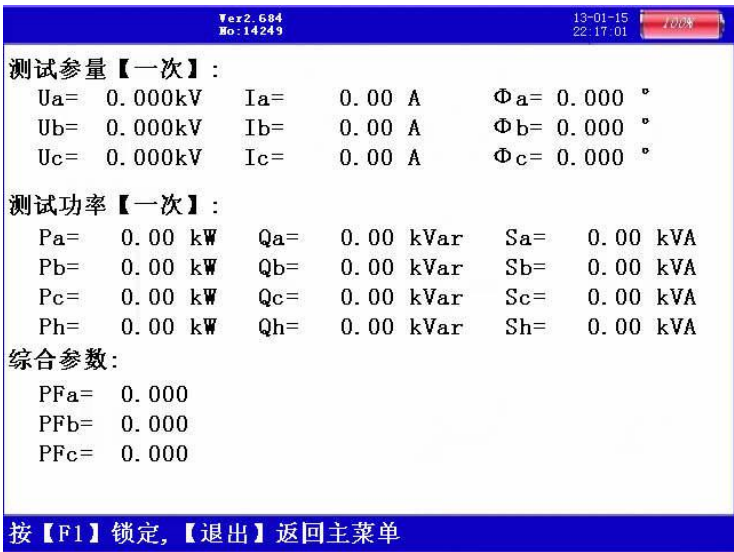 Ver2.684
No:14249
13-01-15
22:17:01
100%
测试参量【一次】:
Ua= 0.000kV Ia= 0.00 A Φa= 0.000 °
Ub= 0.000kV Ib= 0.00 A Φb= 0.000 °
Uc= 0.000kV Ic= 0.00 A Φc= 0.000 °
测试功率【一次】:
Pa= 0.00 kW Qa= 0.00 kVar Sa= 0.00 kVA
Pb= 0.00 kW Qb= 0.00 kVar Sb= 0.00 kVA
Pc= 0.00 kW Qc= 0.00 kVar Sc= 0.00 kVA
Ph= 0.00 kW Qh= 0.00 kVar Sh= 0.00 kVA
综合参数:
PFa= 0.000
PFb= 0.000
PFc= 0.000
按【F1】锁定,【退出】返回主菜单